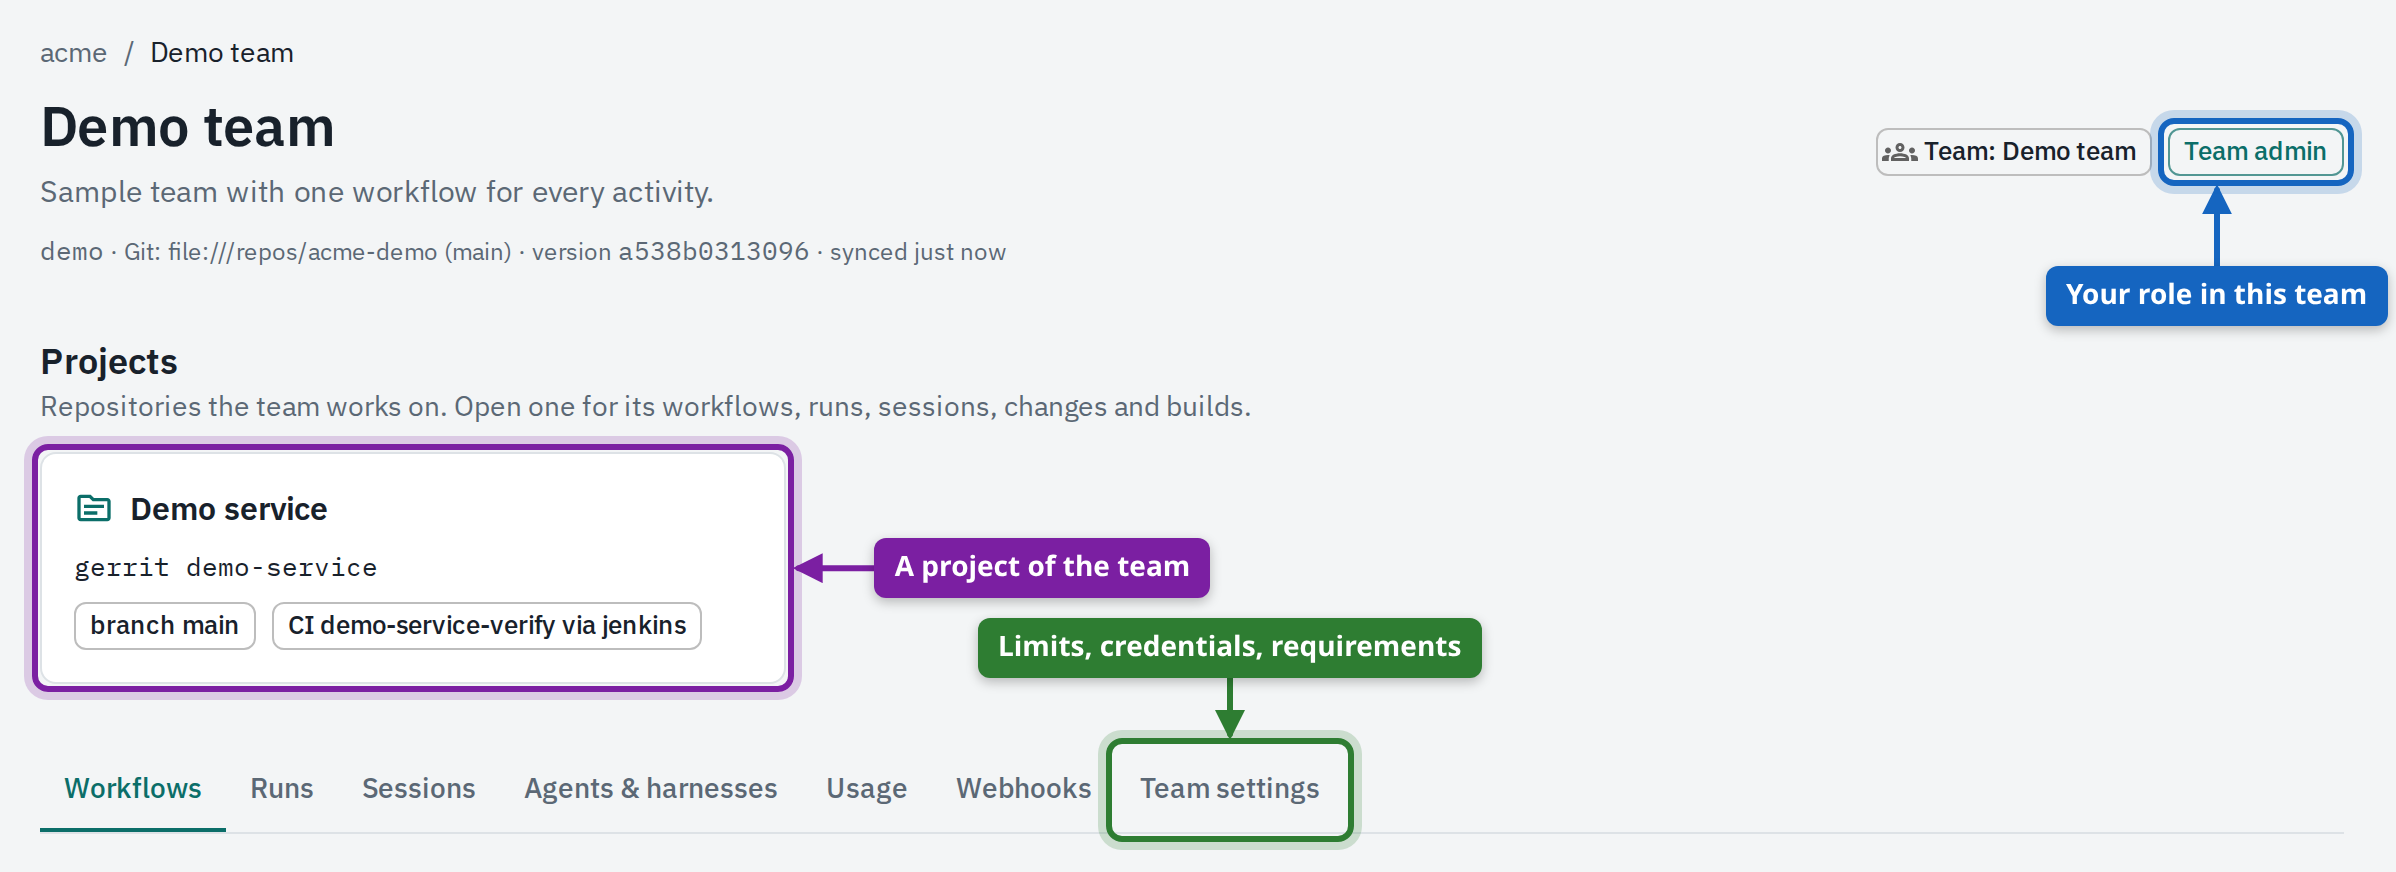 acme / Demo team
Demo team
Team: Demo team
Team admin
Sample team with one workflow for every activity.
demo · Git: file:///repos/acme-demo (main) · version a538b0313096 · synced just now
Your role in this team
Projects
Repositories the team works on. Open one for its workflows, runs, sessions, changes and builds.
Demo service
gerrit demo-service
branch main
CI demo-service-verify via jenkins
A project of the team
Limits, credentials, requirements
Workflows Runs Sessions Agents & harnesses Usage Webhooks Team settings